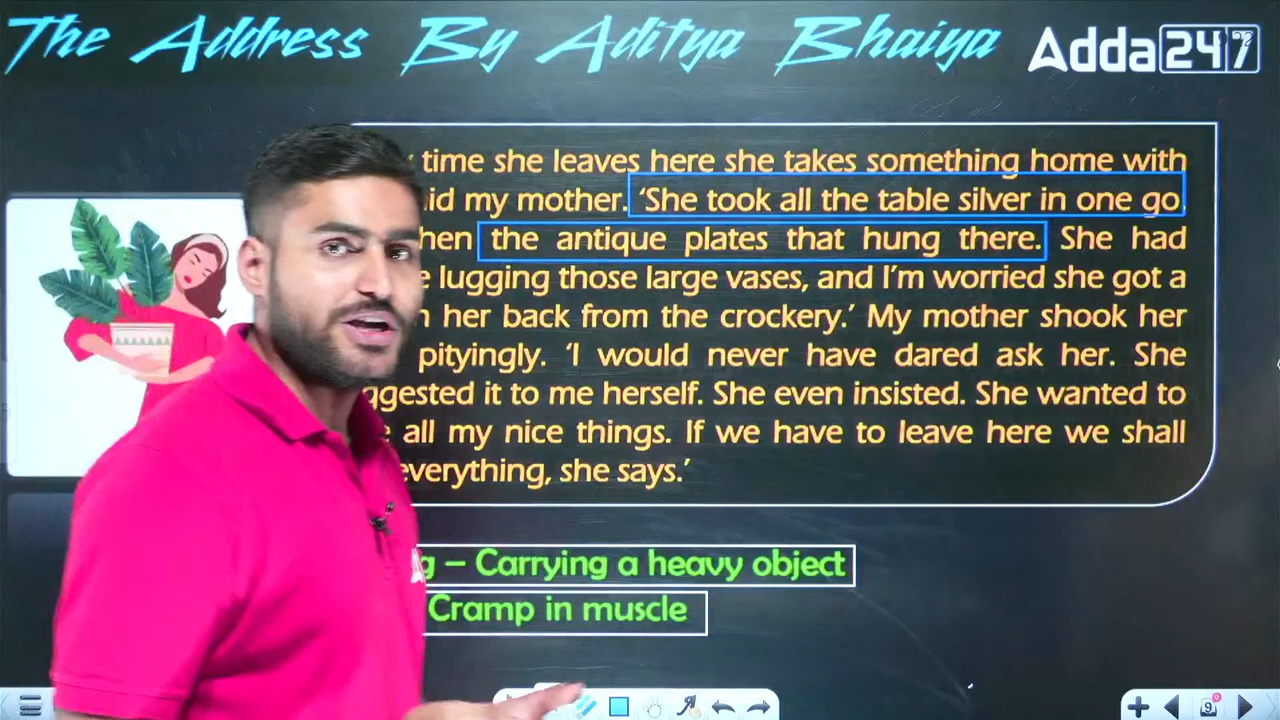 The Address By Aditya Bhaiya
Adda247
time she leaves here she takes something home with
my mother. ‘She took all the table silver in one go.
the antique plates that hung there. She had
lugging those large vases, and I'm worried she got a
her back from the crockery.’ My mother shook her
pityingly. ‘I would never have dared ask her. She
it to me herself. She even insisted. She wanted to
all my nice things. If we have to leave here we shall
everything, she says.’
– Carrying a heavy object
Cramp in muscle
9